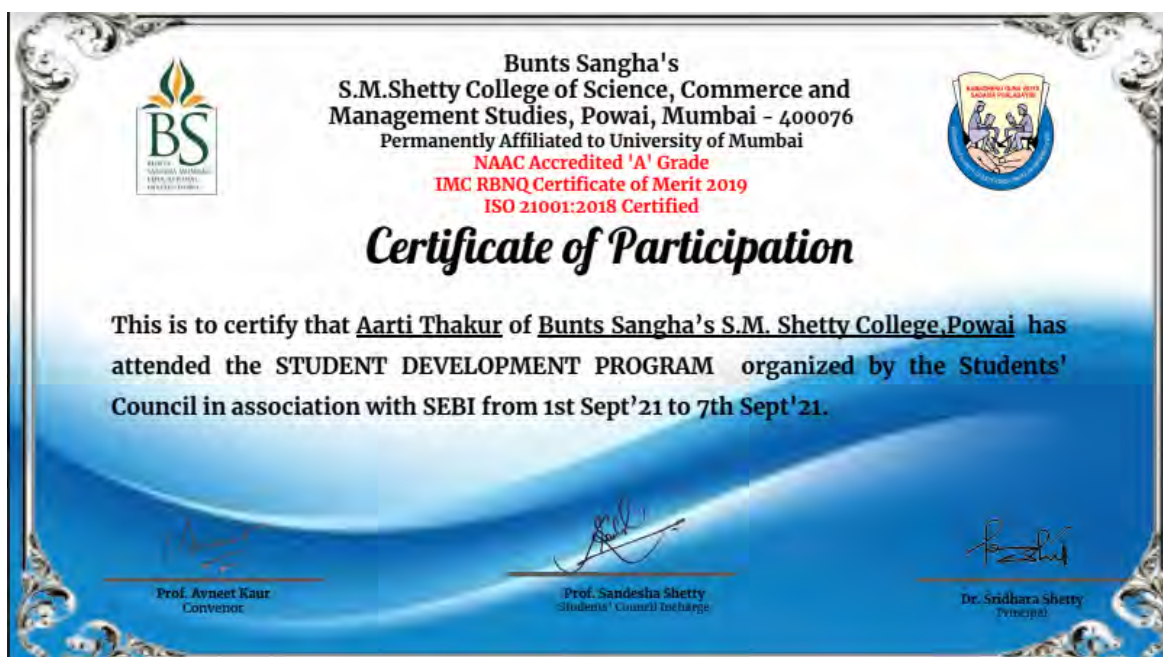 Bunts Sangha's
S.M.Shetty College of Science, Commerce and
Management Studies, Powai, Mumbai - 400076
Permanently Affiliated to University of Mumbai
NAAC Accredited 'A' Grade
IMC RBNQ Certificate of Merit 2019
ISO 21001:2018 Certified
BS
Certificate of Participation
This is to certify that Aarti Thakur of Bunts Sangha’s S.M. Shetty College,Powai has
attended the STUDENT DEVELOPMENT PROGRAM organized by the Students'
Council in association with SEBI from 1st Sept’21 to 7th Sept'21.
Prof. Avneet Kaur
Convenor
Prof. Sandesha Shetty
Students' Council Incharge
Dr. Sridhara Shetty
Principal